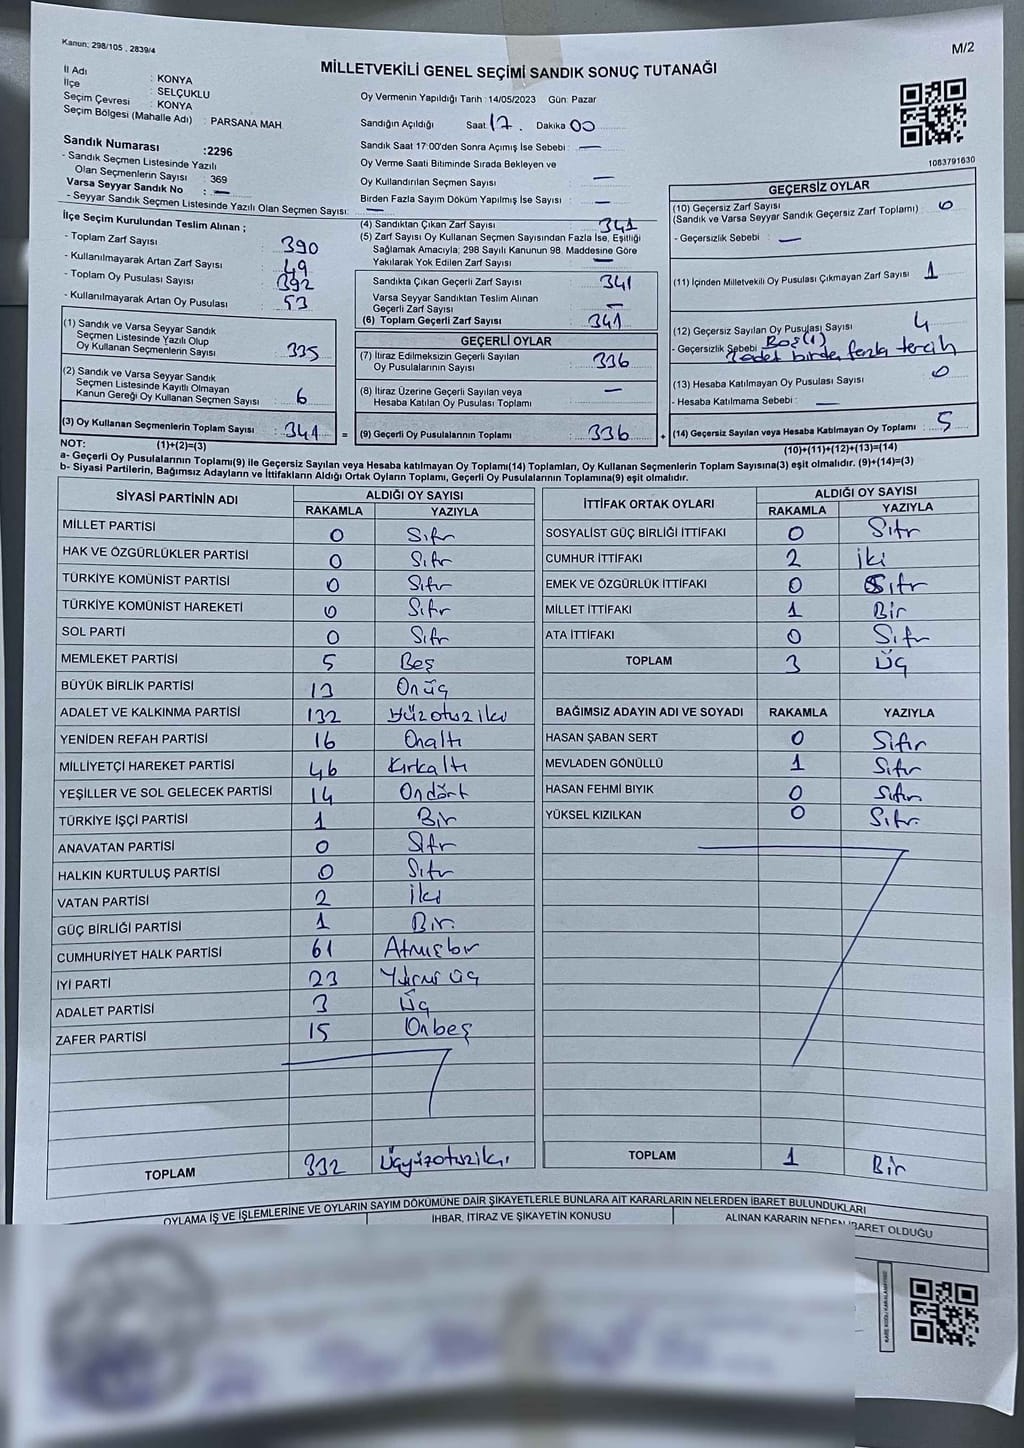 Kanun: 298/105 , 2839/4
M/2
MİLLETVEKİLİ GENEL SEÇİMİ SANDIK SONUÇ TUTANAĞI
İl Adı : KONYA
İlçe : SELÇUKLU
Seçim Çevresi : KONYA
Seçim Bölgesi (Mahalle Adı) : PARSANA MAH.
Sandık Numarası :2296
- Sandık Seçmen Listesinde Yazılı
Olan Seçmenlerin Sayısı : 369
Varsa Seyyar Sandık No : —
- Seyyar Sandık Seçmen Listesinde Yazılı Olan Seçmen Sayısı: —
Oy Vermenin Yapıldığı Tarih :14/05/2023 Gün: Pazar
Sandığın Açıldığı Saat 17. Dakika 00
Sandık Saat 17:00'den Sonra Açımış İse Sebebi : —
Oy Verme Saati Bitiminde Sırada Bekleyen ve
Oy Kullandırılan Seçmen Sayısı : —
Birden Fazla Sayım Döküm Yapılmış İse Sayısı : —
1063791630
İlçe Seçim Kurulundan Teslim Alınan ;
- Toplam Zarf Sayısı : 390
- Kullanılmayarak Artan Zarf Sayısı : 49
- Toplam Oy Pusulası Sayısı : 392
- Kullanılmayarak Artan Oy Pusulası : 53
(1) Sandık ve Varsa Seyyar Sandık
Seçmen Listesinde Yazılı Olup
Oy Kullanan Seçmenlerin Sayısı : 335
(2) Sandık ve Varsa Seyyar Sandık
Seçmen Listesinde Kayıtlı Olmayan
Kanun Gereği Oy Kullanan Seçmen Sayısı : 6
(3) Oy Kullanan Seçmenlerin Toplam Sayısı : 341 =
(4) Sandıktan Çıkan Zarf Sayısı : 341
(5) Zarf Sayısı Oy Kullanan Seçmen Sayısından Fazla İse, Eşitliği
Sağlamak Amacıyla; 298 Sayılı Kanunun 98. Maddesine Göre
Yakılarak Yok Edilen Zarf Sayısı : —
Sandıkta Çıkan Geçerli Zarf Sayısı : 341
Varsa Seyyar Sandıktan Teslim Alınan
Geçerli Zarf Sayısı : —
(6) Toplam Geçerli Zarf Sayısı : 341
GEÇERLİ OYLAR
(7) İtiraz Edilmeksizin Geçerli Sayılan
Oy Pusulalarının Sayısı : 336
(8) İtiraz Üzerine Geçerli Sayılan veya
Hesaba Katılan Oy Pusulası Toplamı : —
(9) Geçerli Oy Pusulalarının Toplamı : 336 +
GEÇERSİZ OYLAR
(10) Geçersiz Zarf Sayısı
(Sandık ve Varsa Seyyar Sandık Geçersiz Zarf Toplamı) : 0
- Geçersizlik Sebebi : —
(11) İçinden Milletvekili Oy Pusulası Çıkmayan Zarf Sayısı : 1
(12) Geçersiz Sayılan Oy Pusulası Sayısı : 4
- Geçersizlik Sebebi Boş(1)
3 adet birden fazla tercih
(13) Hesaba Katılmayan Oy Pusulası Sayısı : 0
- Hesaba Katılmama Sebebi : —
(14) Geçersiz Sayılan veya Hesaba Katılmayan Oy Toplamı : 5
NOT: (1)+(2)=(3)
(10)+(11)+(12)+(13)=(14)
a- Geçerli Oy Pusulalarının Toplamı(9) ile Geçersiz Sayılan veya Hesaba katılmayan Oy Toplamı(14) Toplamları, Oy Kullanan Seçmenlerin Toplam Sayısına(3) eşit olmalıdır. (9)+(14)=(3)
b- Siyasi Partilerin, Bağımsız Adayların ve İttifakların Aldığı Ortak Oyların Toplamı, Geçerli Oy Pusulalarının Toplamına(9) eşit olmalıdır.
SİYASİ PARTİNİN ADI ALDIĞI OY SAYISI
RAKAMLA YAZIYLA
MİLLET PARTİSİ 0 Sıfır
HAK VE ÖZGÜRLÜKLER PARTİSİ 0 Sıfır
TÜRKİYE KOMÜNİST PARTİSİ 0 Sıfır
TÜRKİYE KOMÜNİST HAREKETİ 0 Sıfır
SOL PARTİ 0 Sıfır
MEMLEKET PARTİSİ 5 Beş
BÜYÜK BİRLİK PARTİSİ 13 Onüç
ADALET VE KALKINMA PARTİSİ 132 Yüzotuziki
YENİDEN REFAH PARTİSİ 16 Onaltı
MİLLİYETÇİ HAREKET PARTİSİ 46 Kırkaltı
YEŞİLLER VE SOL GELECEK PARTİSİ 14 Ondört
TÜRKİYE İŞÇİ PARTİSİ 1 Bir
ANAVATAN PARTİSİ 0 Sıfır
HALKIN KURTULUŞ PARTİSİ 0 Sıfır
VATAN PARTİSİ 2 İki
GÜÇ BİRLİĞİ PARTİSİ 1 Bir.
CUMHURİYET HALK PARTİSİ 61 Atmışbir
İYİ PARTİ 23 Yirmi üç
ADALET PARTİSİ 3 Üç
ZAFER PARTİSİ 15 Onbeş
TOPLAM 332 Üçyüzotuziki
İTTİFAK ORTAK OYLARI ALDIĞI OY SAYISI
RAKAMLA YAZIYLA
SOSYALİST GÜÇ BİRLİĞİ İTTİFAKI 0 Sıfır
CUMHUR İTTİFAKI 2 İki
EMEK VE ÖZGÜRLÜK İTTİFAKI 0 Sıfır
MİLLET İTTİFAKI 1 Bir
ATA İTTİFAKI 0 Sıfır
TOPLAM 3 Üç
BAĞIMSIZ ADAYIN ADI VE SOYADI RAKAMLA YAZIYLA
HASAN ŞABAN SERT 0 Sıfır
MEVLADEN GÖNÜLLÜ 1 Sıfır
HASAN FEHMİ BIYIK 0 Sıfır.
YÜKSEL KIZILKAN 0 Sıfır.
TOPLAM 1 Bir
OYLAMA İŞ VE İŞLEMLERİNE VE OYLARIN SAYIM DÖKÜMÜNE DAİR ŞİKAYETLERLE BUNLARA AİT KARARLARIN NELERDEN İBARET BULUNDUKLARI
İHBAR, İTİRAZ VE ŞİKAYETİN KONUSU
ALINAN KARARIN NEDEN İBARET OLDUĞU